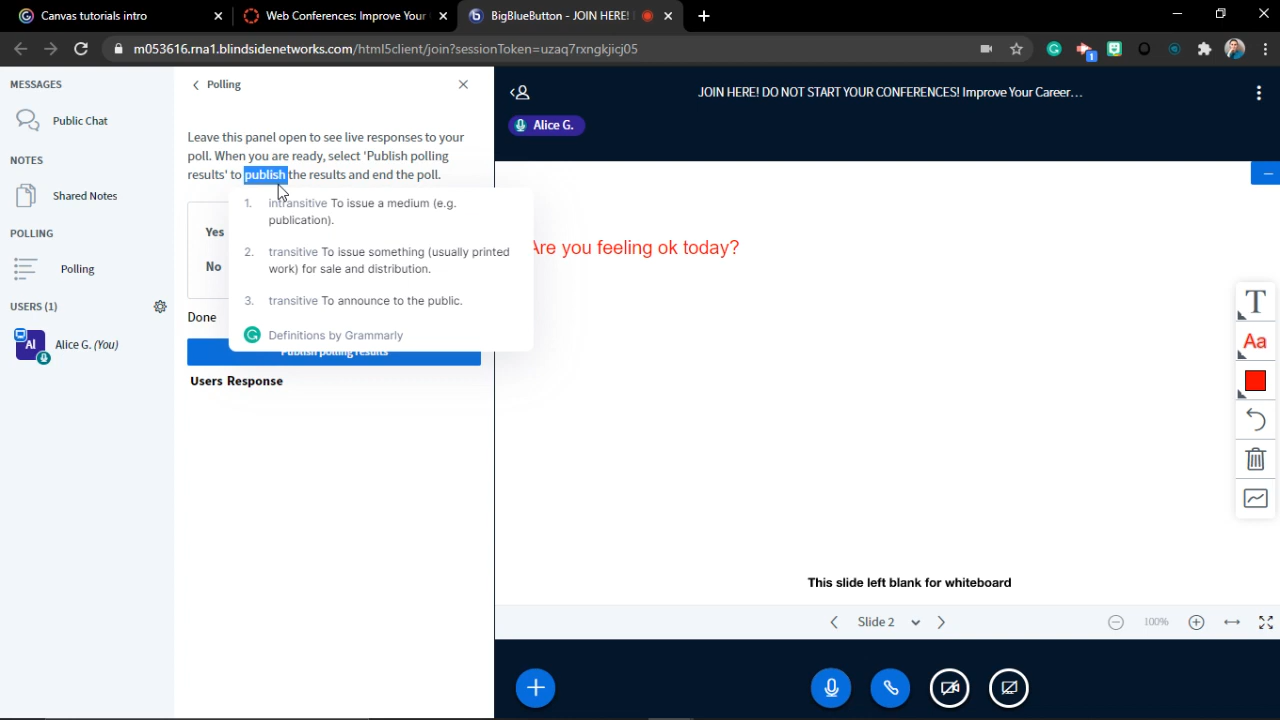 Canvas tutorials intro
Web Conferences: Improve Your
BigBlueButton - JOIN HERE!
m053616.rna1.blindsidenetworks.com/html5client/join?sessionToken=uzaq7rxngkjicj05
1
MESSAGES
Public Chat
NOTES
Shared Notes
POLLING
Polling
USERS (1)
AI
Alice G. (You)
Polling
Leave this panel open to see live responses to your
poll. When you are ready, select 'Publish polling
results' to publish the results and end the poll.
Yes
No
Done
1. intransitive To issue a medium (e.g.
publication).
2. transitive To issue something (usually printed
work) for sale and distribution.
3. transitive To announce to the public.
Definitions by Grammarly
Publish polling results
Users Response
JOIN HERE! DO NOT START YOUR CONFERENCES! Improve Your Career...
Alice G.
Are you feeling ok today?
T
Aa
This slide left blank for whiteboard
Slide 2
100%